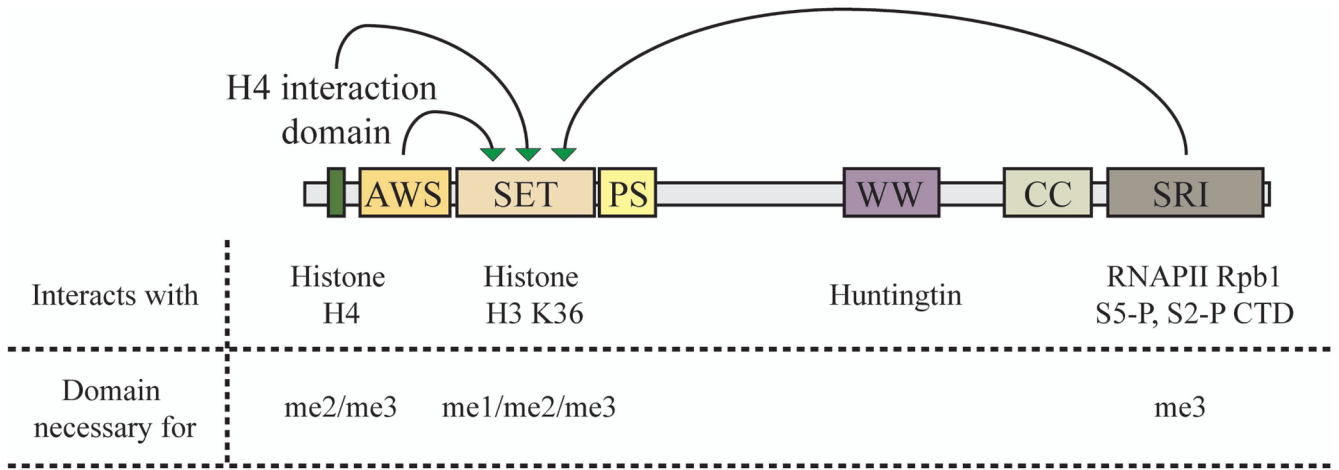 H4 interaction
domain
AWS SET PS WW CC SRI
Interacts with
Histone
H4
Histone
H3 K36
Huntingtin
RNAPII Rpb1
S5-P, S2-P CTD
Domain
necessary for
me2/me3
me1/me2/me3
me3